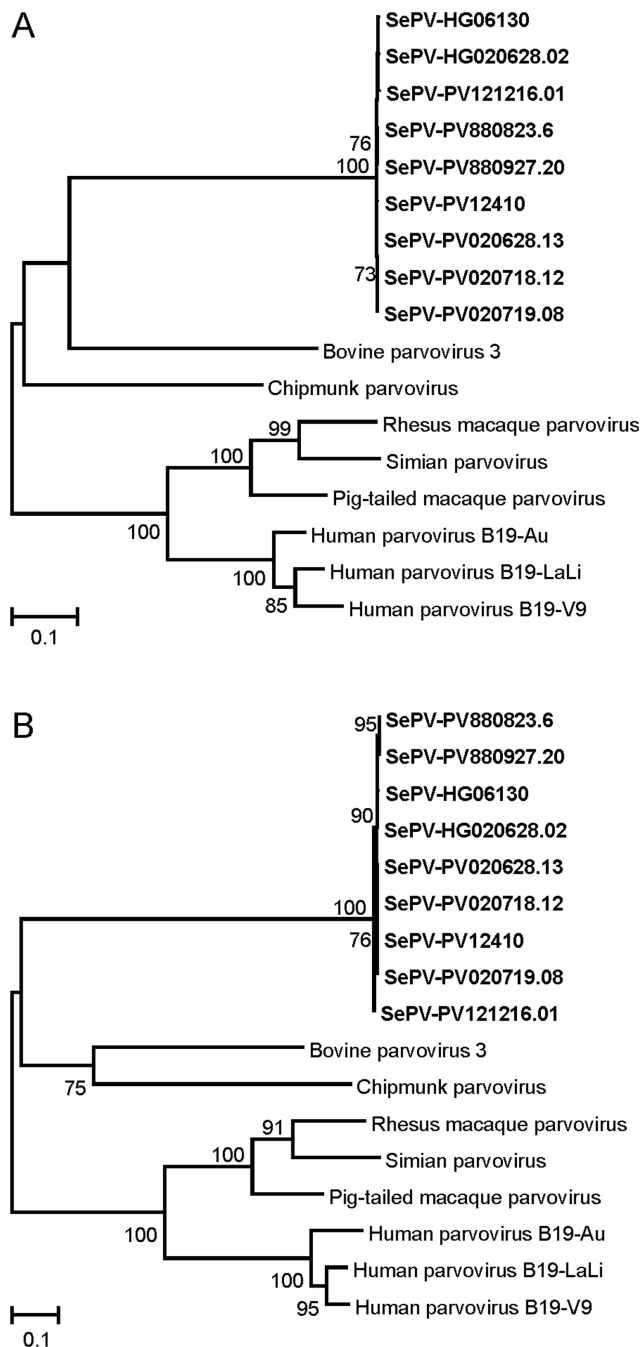 A
SePV-HG06130
SePV-HG020628.02
SePV-PV121216.01
SePV-PV880823.6
76
100
SePV-PV880927.20
SePV-PV12410
SePV-PV020628.13
73
SePV-PV020718.12
SePV-PV020719.08
Bovine parvovirus 3
Chipmunk parvovirus
99
Rhesus macaque parvovirus
100
Simian parvovirus
Pig-tailed macaque parvovirus
100
Human parvovirus B19-Au
100
Human parvovirus B19-LaLi
85
Human parvovirus B19-V9
0.1
B
95
SePV-PV880823.6
SePV-PV880927.20
SePV-HG06130
90
SePV-HG020628.02
SePV-PV020628.13
100
SePV-PV020718.12
76
SePV-PV12410
SePV-PV020719.08
SePV-PV121216.01
Bovine parvovirus 3
75
Chipmunk parvovirus
91
Rhesus macaque parvovirus
100
Simian parvovirus
Pig-tailed macaque parvovirus
100
Human parvovirus B19-Au
100
Human parvovirus B19-LaLi
95
Human parvovirus B19-V9
0.1